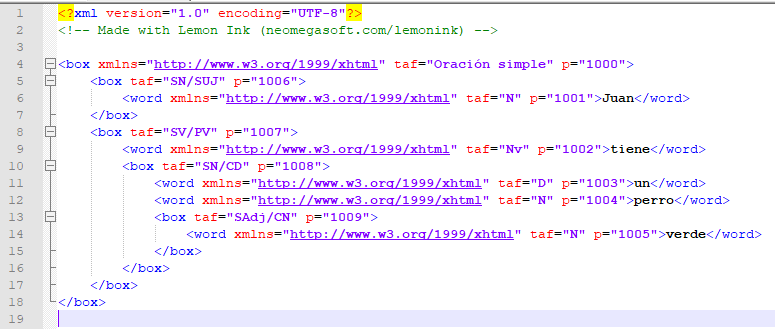 1 <?xml version="1.0" encoding="UTF-8"?>
2 <!-- Made with Lemon Ink (neomegasoft.com/lemonink) -->
3
4 <box xmlns="http://www.w3.org/1999/xhtml" taf="Oración simple" p="1000">
5 <box taf="SN/SUJ" p="1006">
6 <word xmlns="http://www.w3.org/1999/xhtml" taf="N" p="1001">Juan</word>
7 </box>
8 <box taf="SV/PV" p="1007">
9 <word xmlns="http://www.w3.org/1999/xhtml" taf="Nv" p="1002">tiene</word>
10 <box taf="SN/CD" p="1008">
11 <word xmlns="http://www.w3.org/1999/xhtml" taf="D" p="1003">un</word>
12 <word xmlns="http://www.w3.org/1999/xhtml" taf="N" p="1004">perro</word>
13 <box taf="SAdj/CN" p="1009">
14 <word xmlns="http://www.w3.org/1999/xhtml" taf="N" p="1005">verde</word>
15 </box>
16 </box>
17 </box>
18 </box>
19